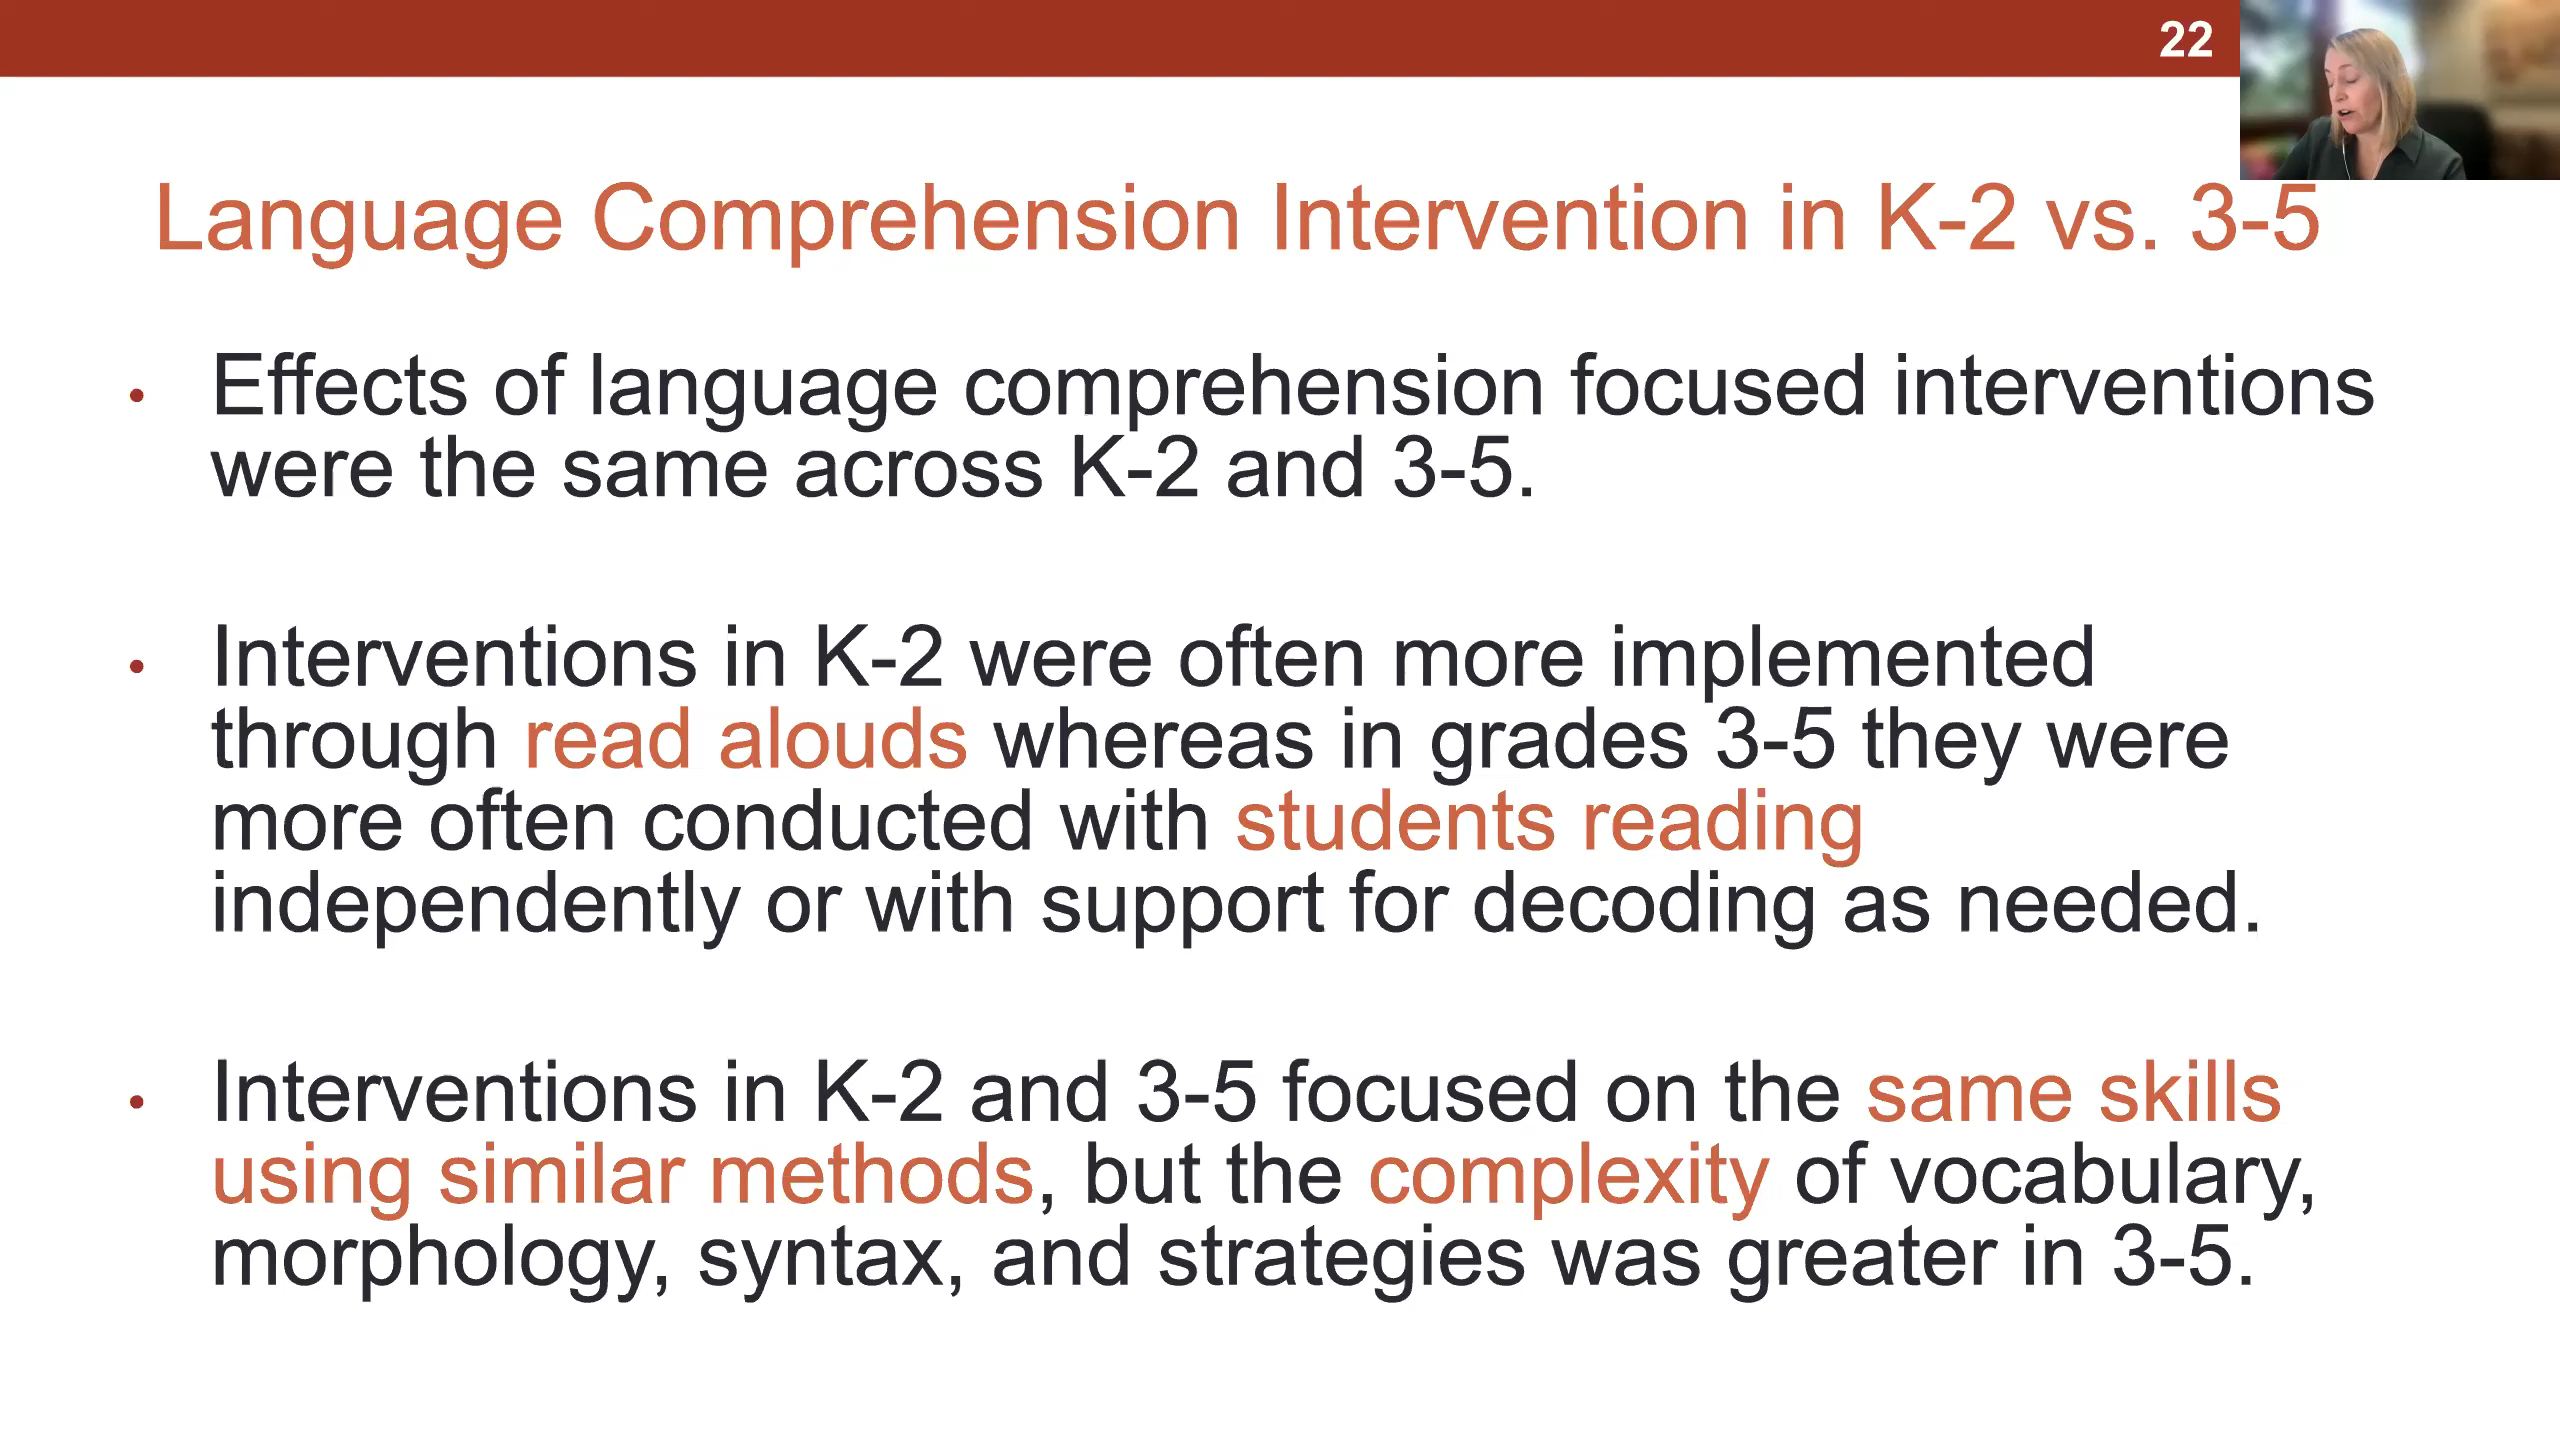 22
Language Comprehension Intervention in K-2 vs. 3-5
• Effects of language comprehension focused interventions
were the same across K-2 and 3-5.
• Interventions in K-2 were often more implemented
through read alouds whereas in grades 3-5 they were
more often conducted with students reading
independently or with support for decoding as needed.
• Interventions in K-2 and 3-5 focused on the same skills
using similar methods, but the complexity of vocabulary,
morphology, syntax, and strategies was greater in 3-5.